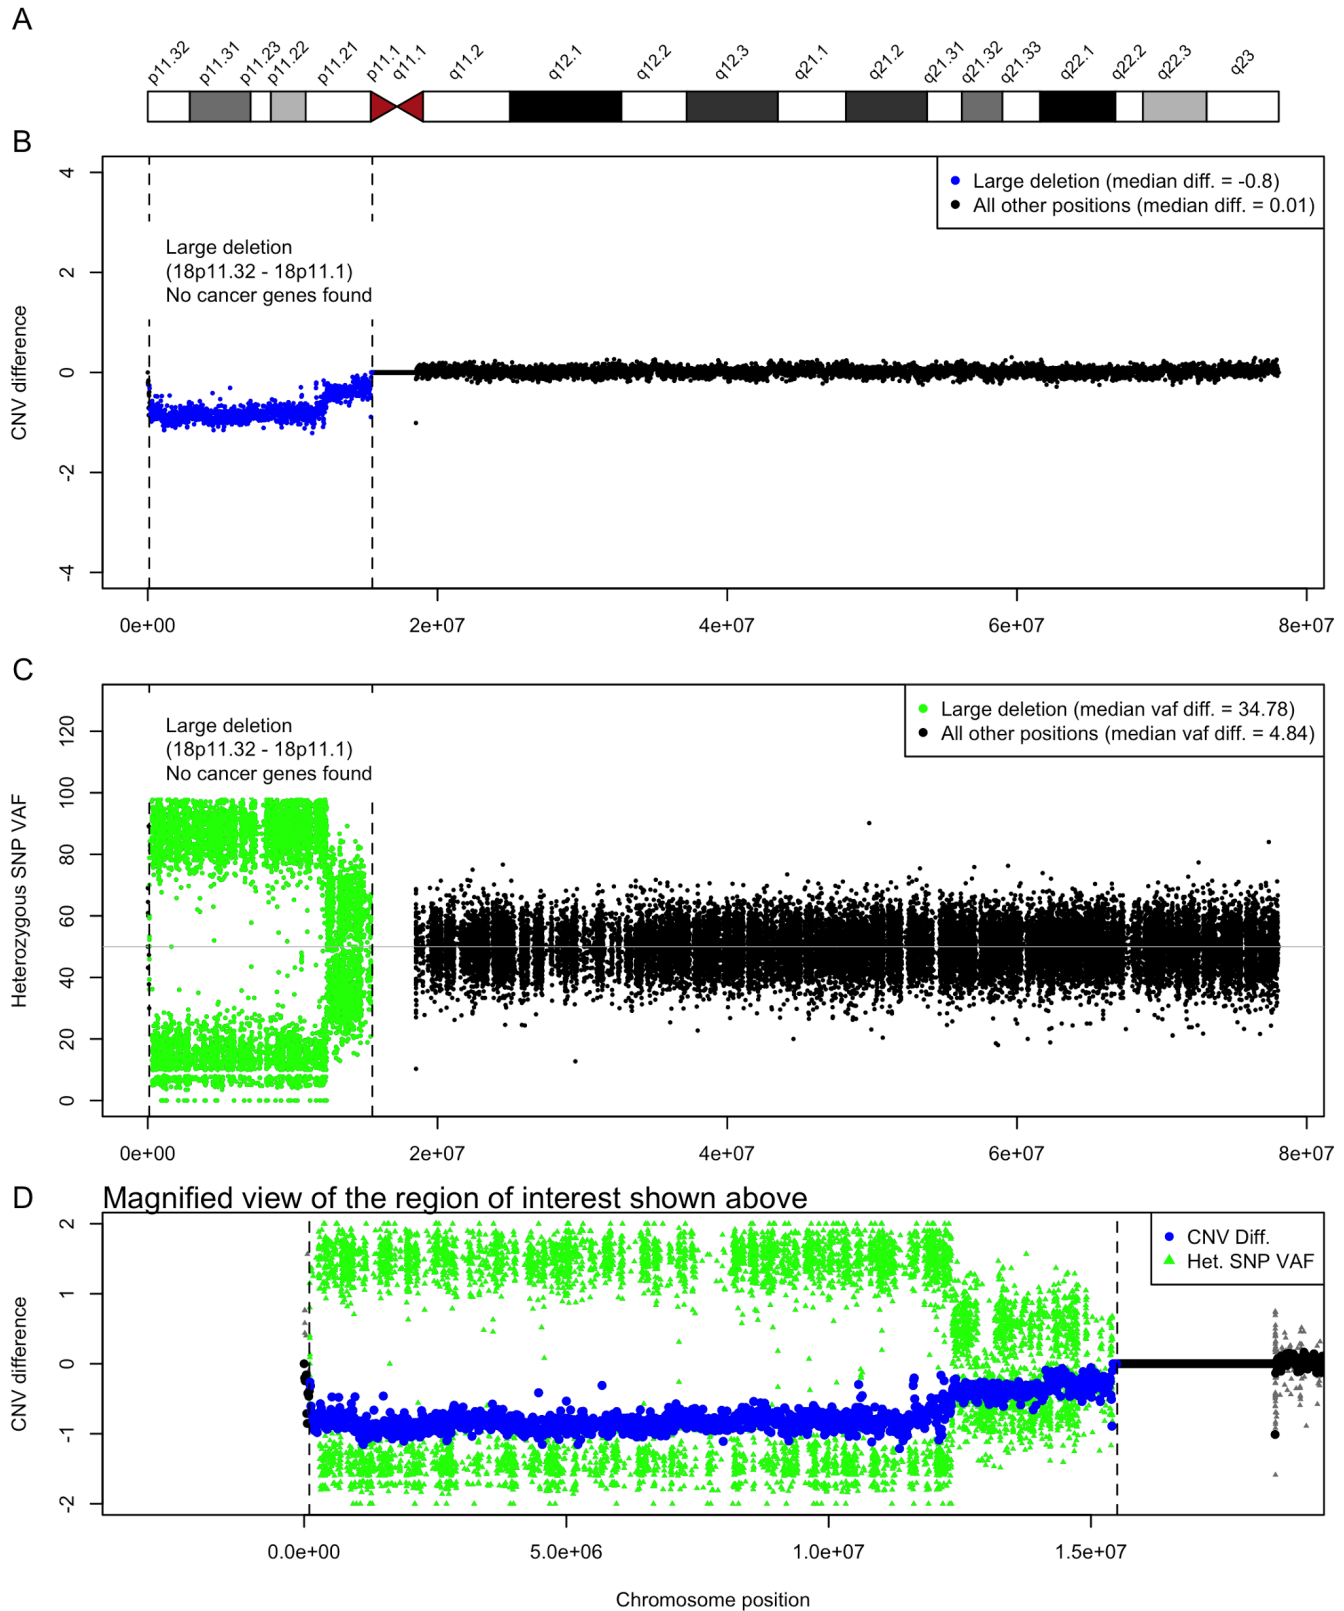 A
p11.32 p11.31 p11.23 p11.22 p11.21 p11.1 q11.1 q11.2 q12.1 q12.2 q12.3 q21.1 q21.2 q21.31 q21.32 q21.33 q22.1 q22.2 q22.3 q23
B
Large deletion (median diff. = -0.8)
All other positions (median diff. = 0.01)
Large deletion
(18p11.32 - 18p11.1)
No cancer genes found
CNV difference
4
2
0
-2
-4
0e+00 2e+07 4e+07 6e+07 8e+07
C
Large deletion (median vaf diff. = 34.78)
All other positions (median vaf diff. = 4.84)
Large deletion
(18p11.32 - 18p11.1)
No cancer genes found
Heterozygous SNP VAF
120
100
80
60
40
20
0
0e+00 2e+07 4e+07 6e+07 8e+07
D
Magnified view of the region of interest shown above
CNV Diff.
Het. SNP VAF
CNV difference
2
1
0
-1
-2
0.0e+00 5.0e+06 1.0e+07 1.5e+07
Chromosome position